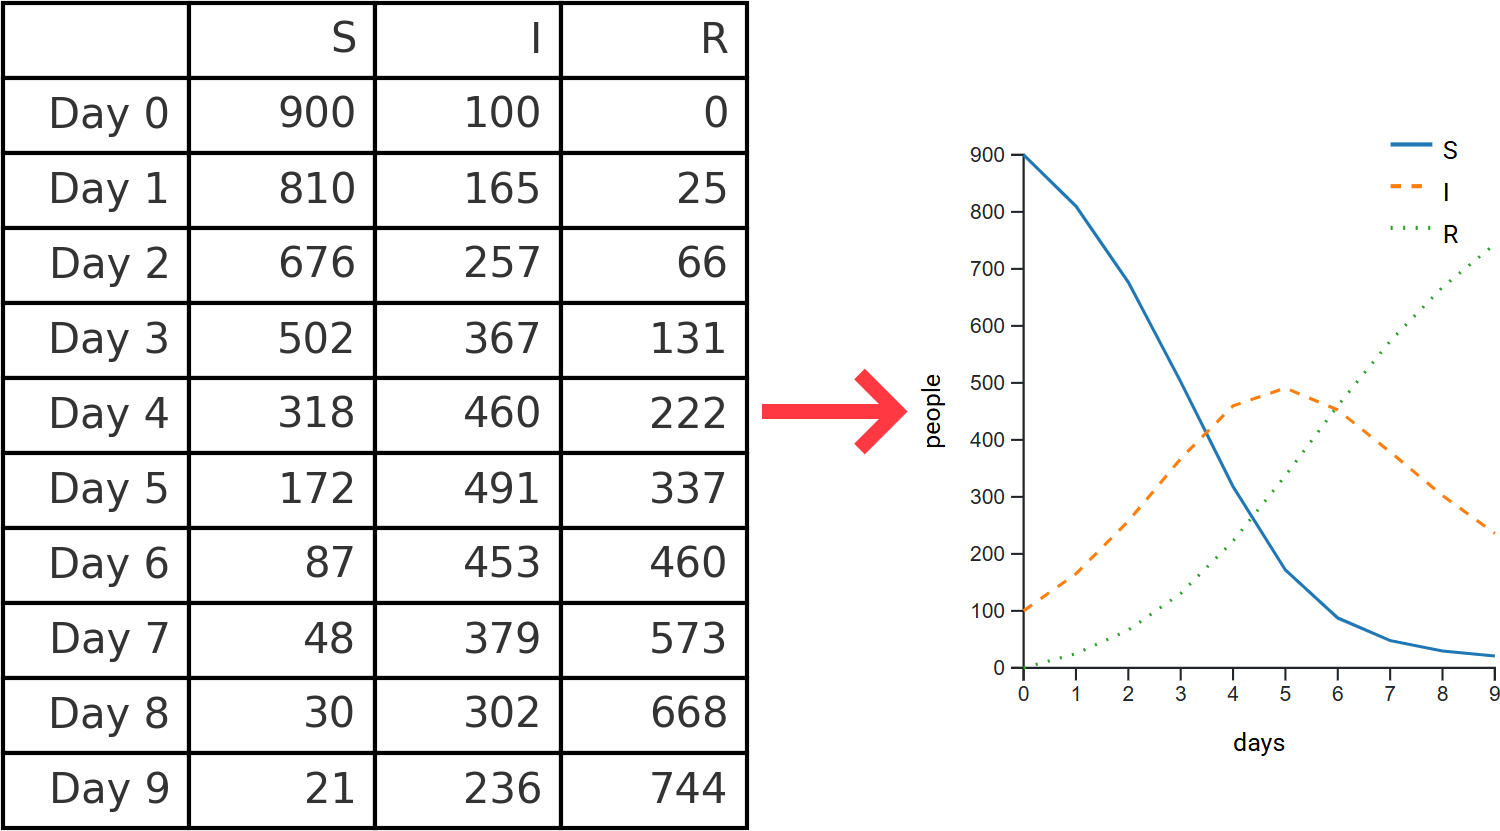 S I R
Day 0 900 100 0
Day 1 810 165 25
Day 2 676 257 66
Day 3 502 367 131
Day 4 318 460 222
Day 5 172 491 337
Day 6 87 453 460
Day 7 48 379 573
Day 8 30 302 668
Day 9 21 236 744
S
I
R
900
800
700
600
500
400
300
200
100
0
people
0 1 2 3 4 5 6 7 8 9
days